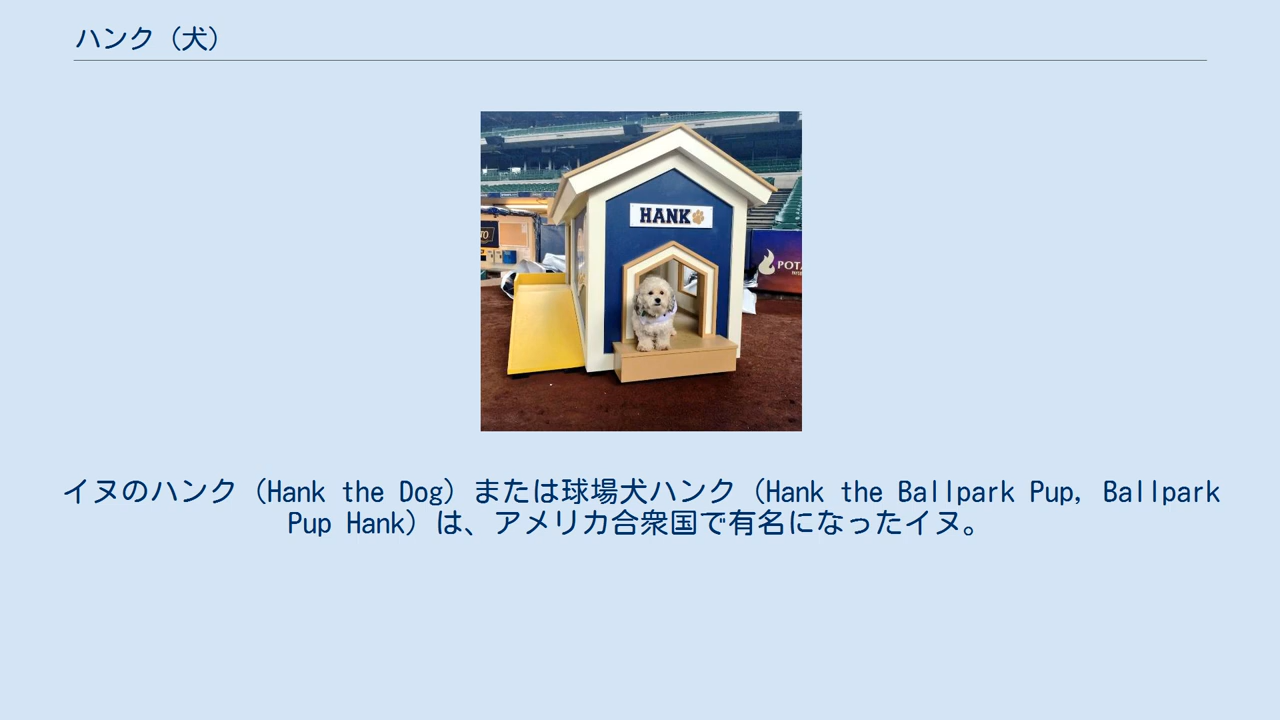 ハンク（犬）
HANK
POTA
イヌのハンク（Hank the Dog）または球場犬ハンク（Hank the Ballpark Pup, Ballpark
Pup Hank）は、アメリカ合衆国で有名になったイヌ。